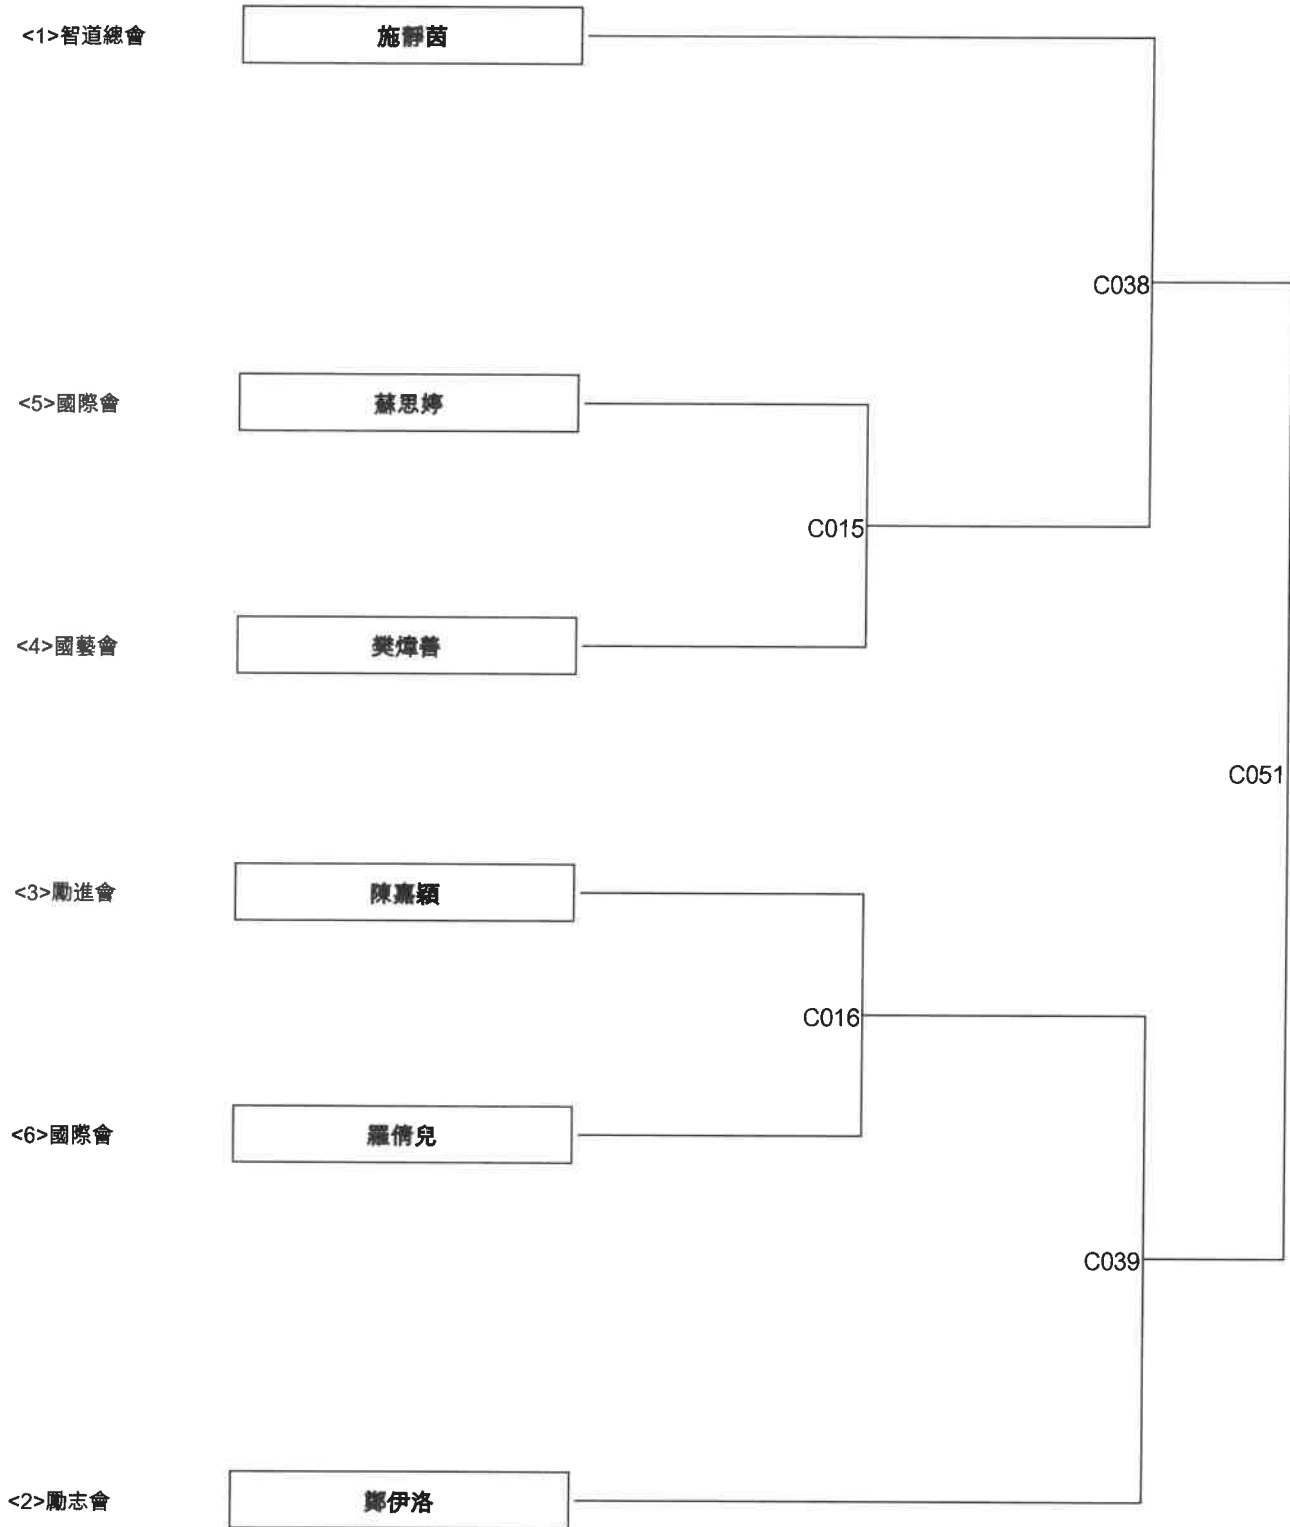 <1>智道總會 施靜茵
C038
<5>國際會 蘇思婷
C015
<4>國藝會 樊煒善
C051
<3>勵進會 陳嘉穎
C016
<6>國際會 羅倩兒
C039
<2>勵志會 鄭伊洛